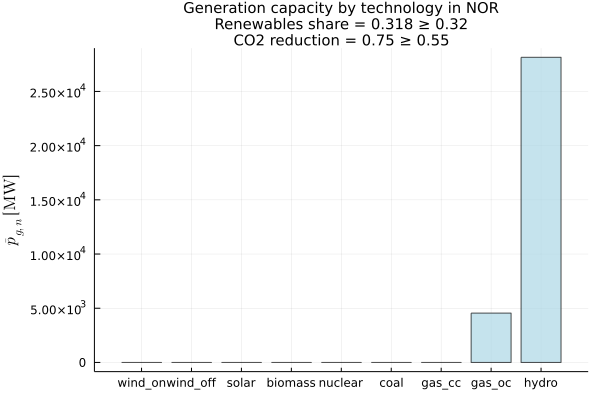 Generation capacity by technology in NOR
Renewables share = 0.318 ≥ 0.32
CO2 reduction = 0.75 ≥ 0.55
p̄g,n [MW]
2.50×10⁴
2.00×10⁴
1.50×10⁴
1.00×10⁴
5.00×10³
0
wind_on wind_off solar biomass nuclear coal gas_cc gas_oc hydro